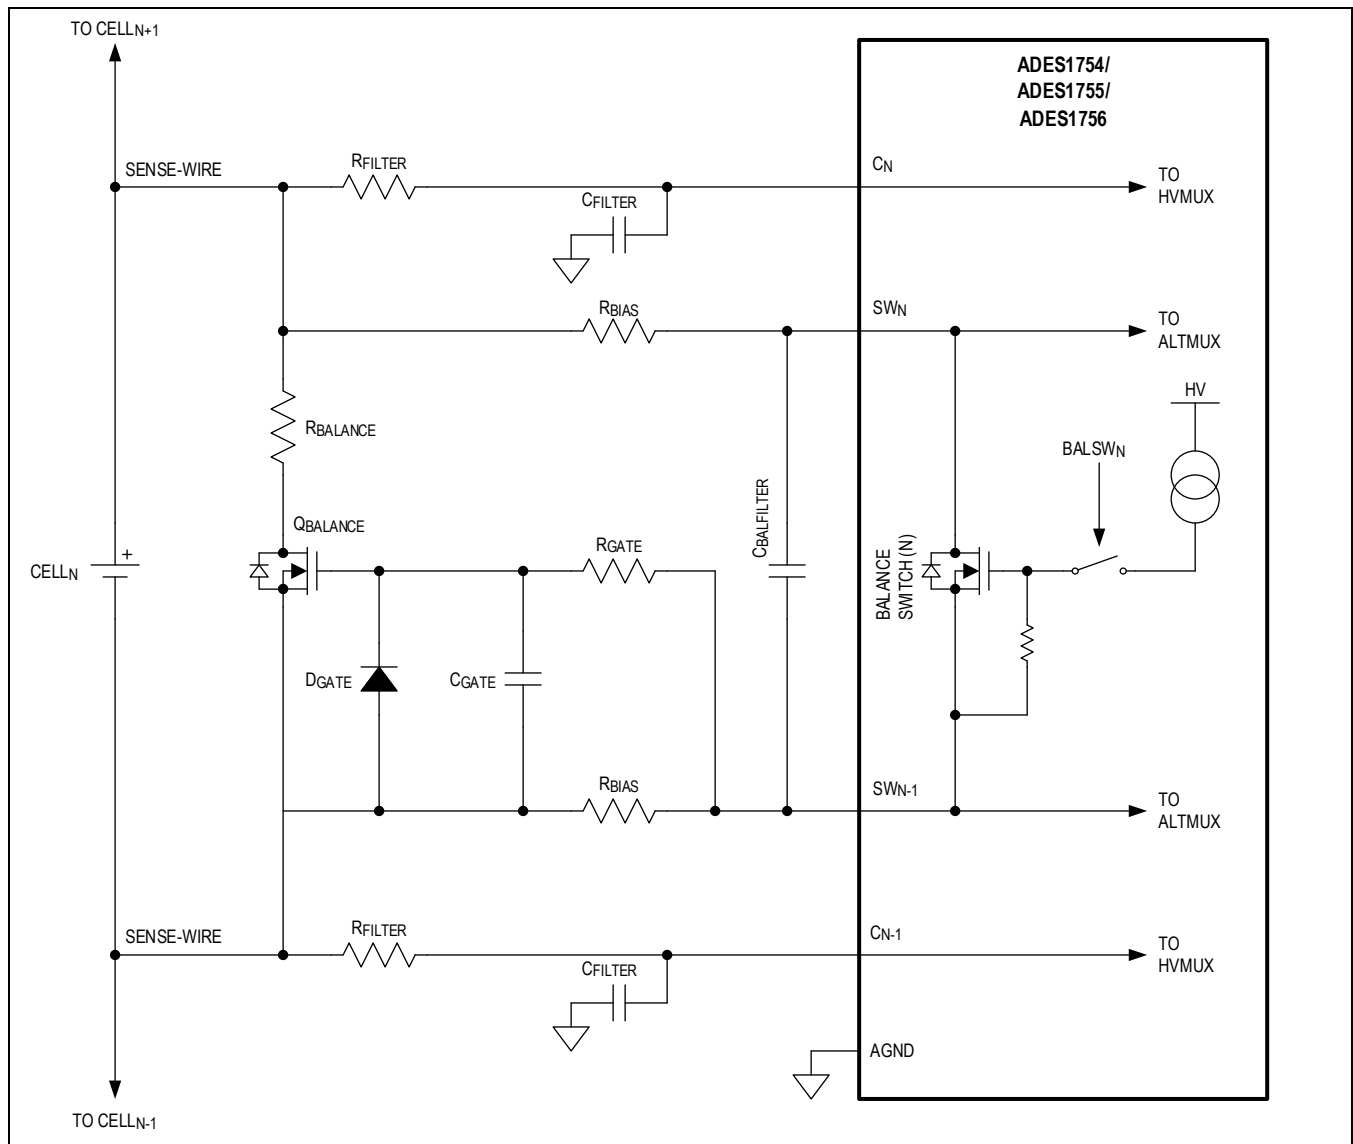 TO CELLN+1
ADES1754/
ADES1755/
ADES1756
SENSE-WIRE
RFILTER
CN
TO
HVMUX
CFILTER
RBIAS
SWN
TO
ALTMUX
HV
RBALANCE
BALSWN
QBALANCE
CBALFILTER
RGATE
BALANCE
SWITCH (N)
+
CELLN
DGATE
CGATE
RBIAS
SWN-1
TO
ALTMUX
SENSE-WIRE
RFILTER
CN-1
TO
HVMUX
CFILTER
AGND
TO CELLN-1